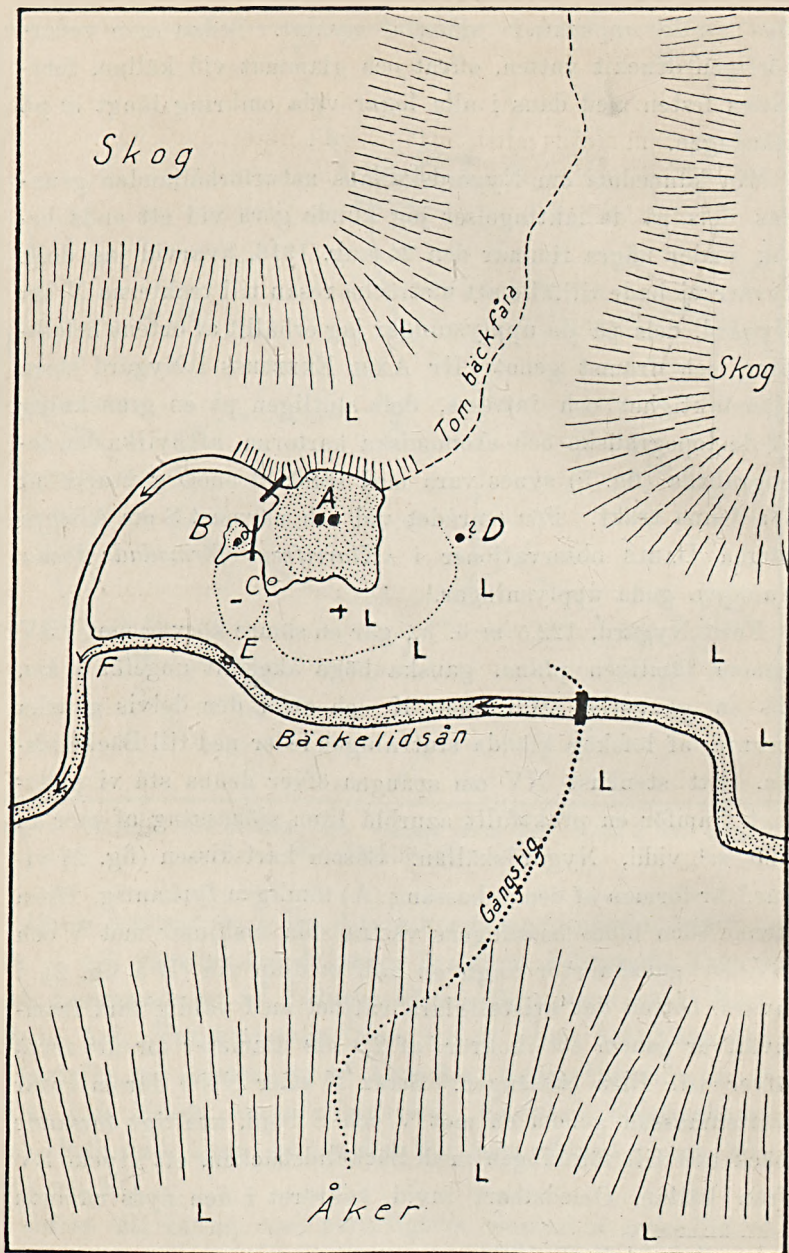 Skog
Tom bäckfåra
L
Skog
L
A
B
? D
C
L
-
+ L
E
L
L
F
Bäckelidsån
L
L
Gångstig
L
L
Åker
L